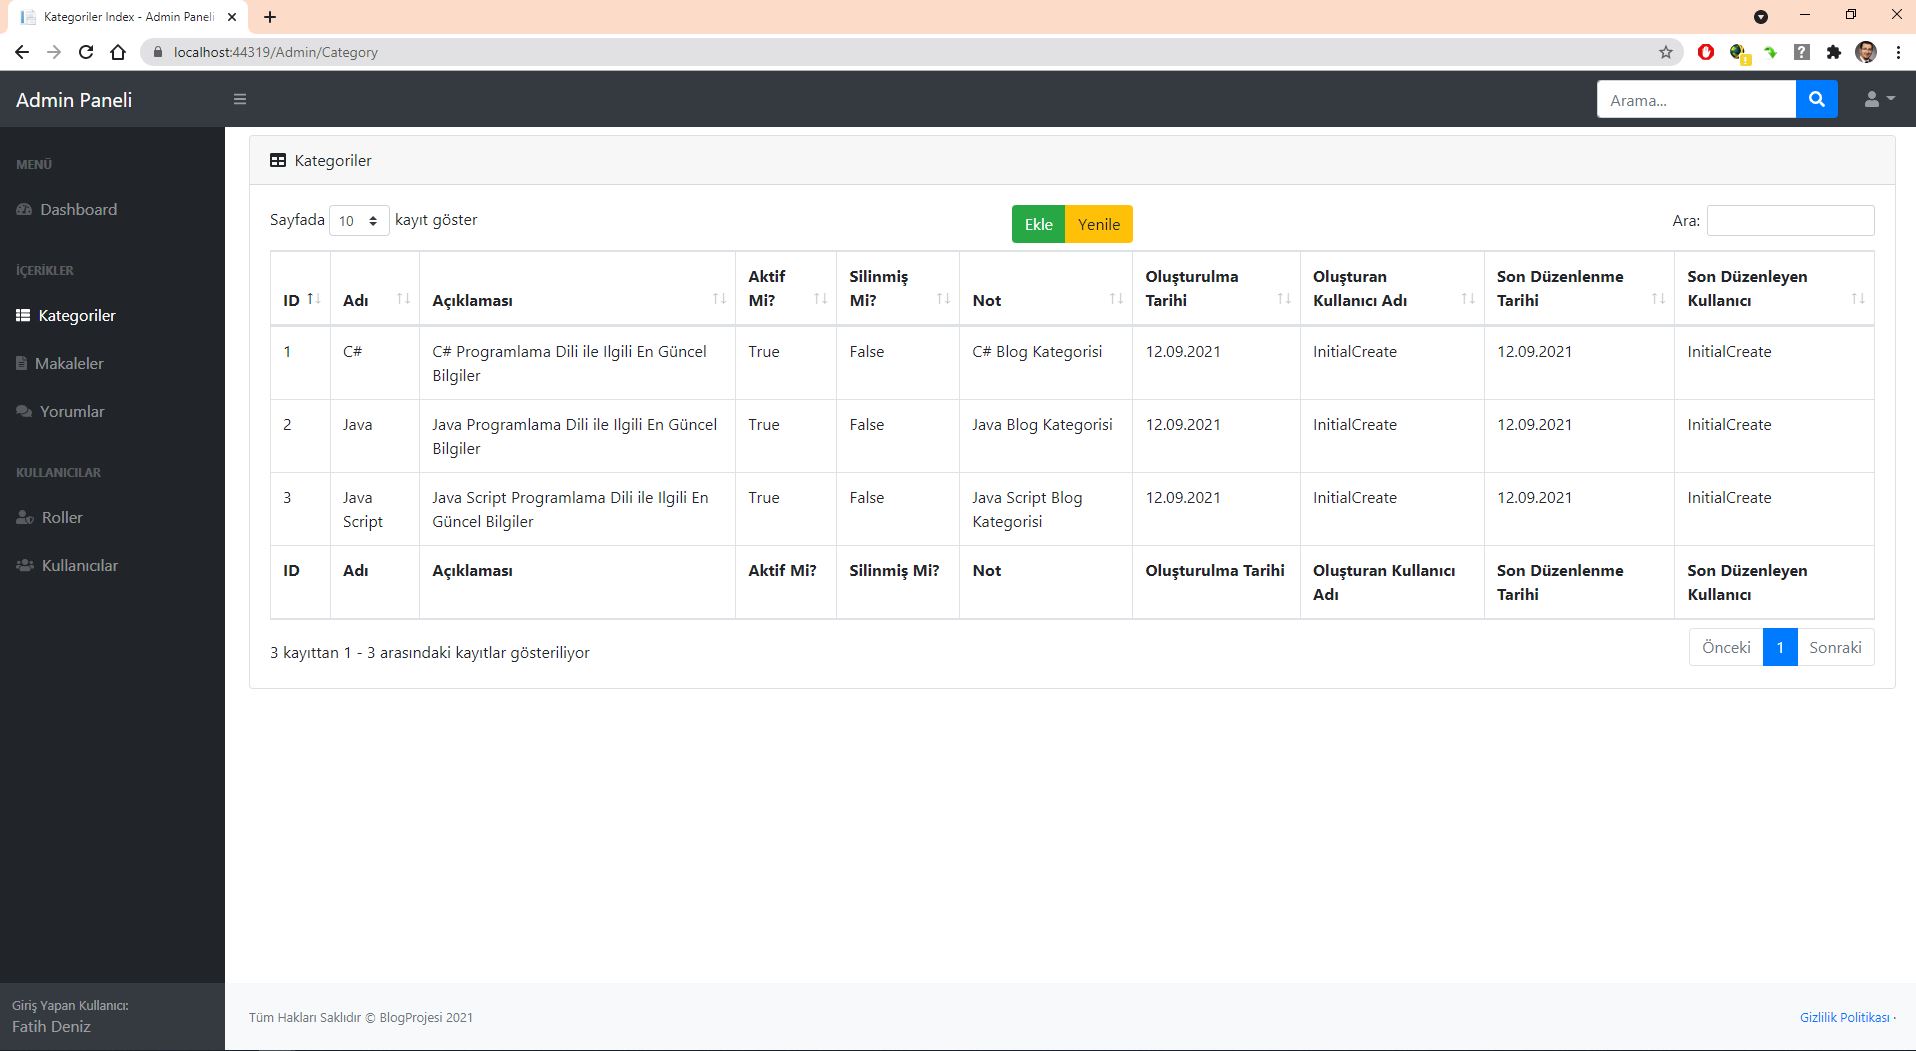 Kategoriler Index - Admin Paneli
localhost:44319/Admin/Category
Admin Paneli
Arama...
MENÜ
Dashboard
İÇERİKLER
Kategoriler
Makaleler
Yorumlar
KULLANICILAR
Roller
Kullanıcılar
Giriş Yapan Kullanıcı:
Fatih Deniz
Kategoriler
Sayfada 10 kayıt göster
Ekle Yenile
Ara:
ID Adı Açıklaması Aktif Mi? Silinmiş Mi? Not Oluşturulma Tarihi Oluşturan Kullanıcı Adı Son Düzenlenme Tarihi Son Düzenleyen Kullanıcı
1 C# C# Programlama Dili ile Ilgili En Güncel Bilgiler True False C# Blog Kategorisi 12.09.2021 InitialCreate 12.09.2021 InitialCreate
2 Java Java Programlama Dili ile Ilgili En Güncel Bilgiler True False Java Blog Kategorisi 12.09.2021 InitialCreate 12.09.2021 InitialCreate
3 Java Script Java Script Programlama Dili ile Ilgili En Güncel Bilgiler True False Java Script Blog Kategorisi 12.09.2021 InitialCreate 12.09.2021 InitialCreate
ID Adı Açıklaması Aktif Mi? Silinmiş Mi? Not Oluşturulma Tarihi Oluşturan Kullanıcı Adı Son Düzenlenme Tarihi Son Düzenleyen Kullanıcı
3 kayıttan 1 - 3 arasındaki kayıtlar gösteriliyor
Önceki 1 Sonraki
Tüm Hakları Saklıdır © BlogProjesi 2021
Gizlilik Politikası ·